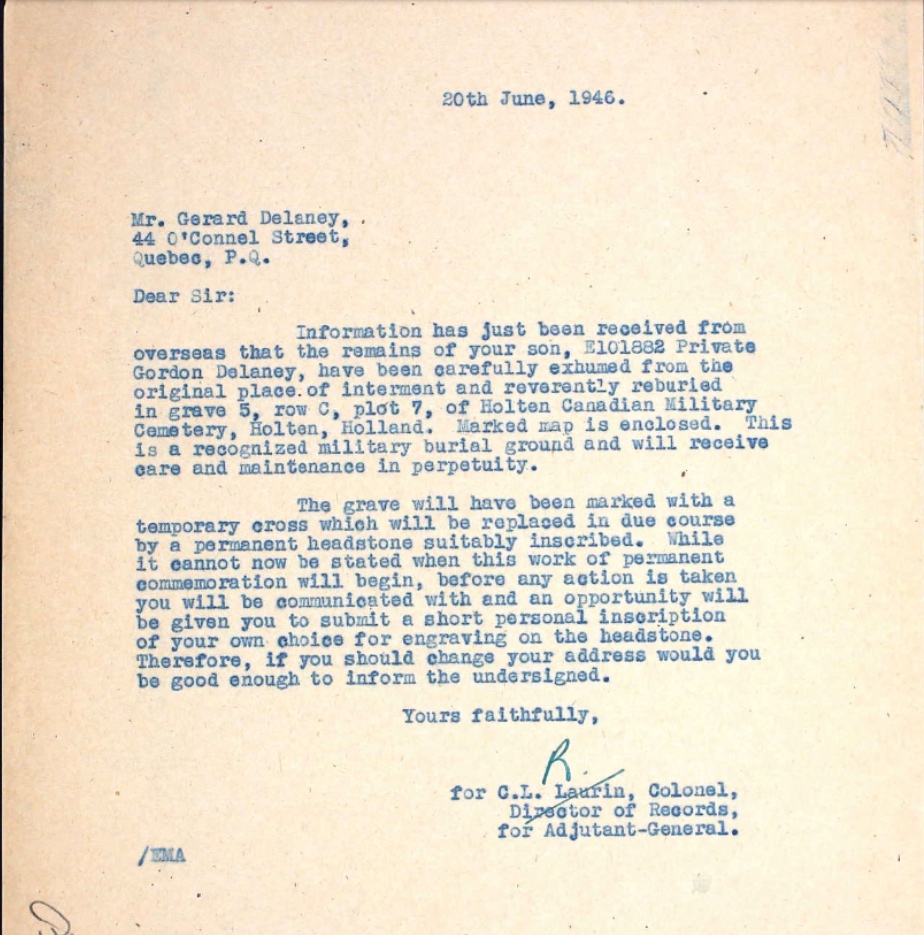 20th June, 1946.
Mr. Gerard Delaney,
44 O'Connel Street,
Quebec, P.Q.
Dear Sir:
Information has just been received from
overseas that the remains of your son, E101882 Private
Gordon Delaney, have been carefully exhumed from the
original place of interment and reverently reburied
in grave 5, row C, plot 7, of Holten Canadian Military
Cemetery, Holten, Holland. Marked map is enclosed. This
is a recognized military burial ground and will receive
care and maintenance in perpetuity.
The grave will have been marked with a
temporary cross which will be replaced in due course
by a permanent headstone suitably inscribed. While
it cannot now be stated when this work of permanent
commemoration will begin, before any action is taken
you will be communicated with and an opportunity will
be given you to submit a short personal inscription
of your own choice for engraving on the headstone.
Therefore, if you should change your address would you
be good enough to inform the undersigned.
Yours faithfully,
R
for C.L. Laurin, Colonel,
Director of Records,
for Adjutant-General.
/EMA